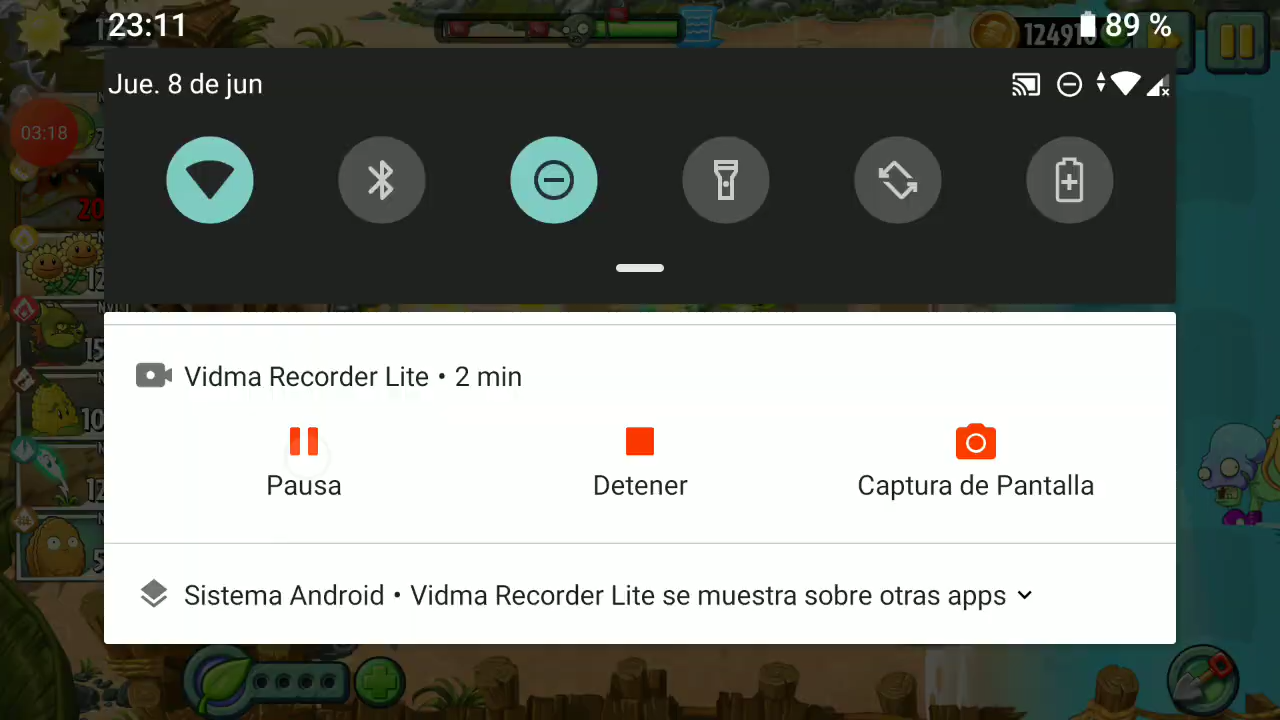 23:11
89 %
Jue. 8 de jun
03:18
Vidma Recorder Lite • 2 min
Pausa
Detener
Captura de Pantalla
Sistema Android • Vidma Recorder Lite se muestra sobre otras apps